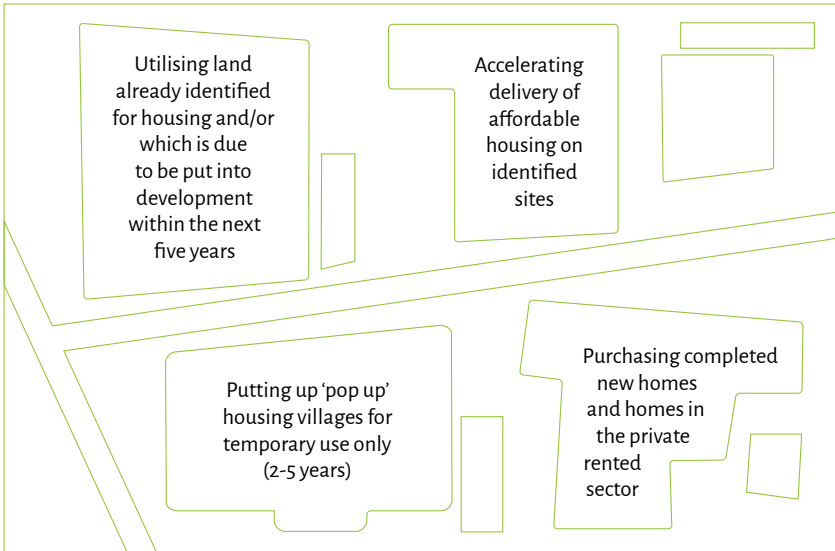 Utilising land
already identified
for housing and/or
which is due
to be put into
development
within the next
five years
Accelerating
delivery of
affordable
housing on
identified
sites
Putting up ‘pop up’
housing villages for
temporary use only
(2-5 years)
Purchasing completed
new homes
and homes in
the private
rented
sector